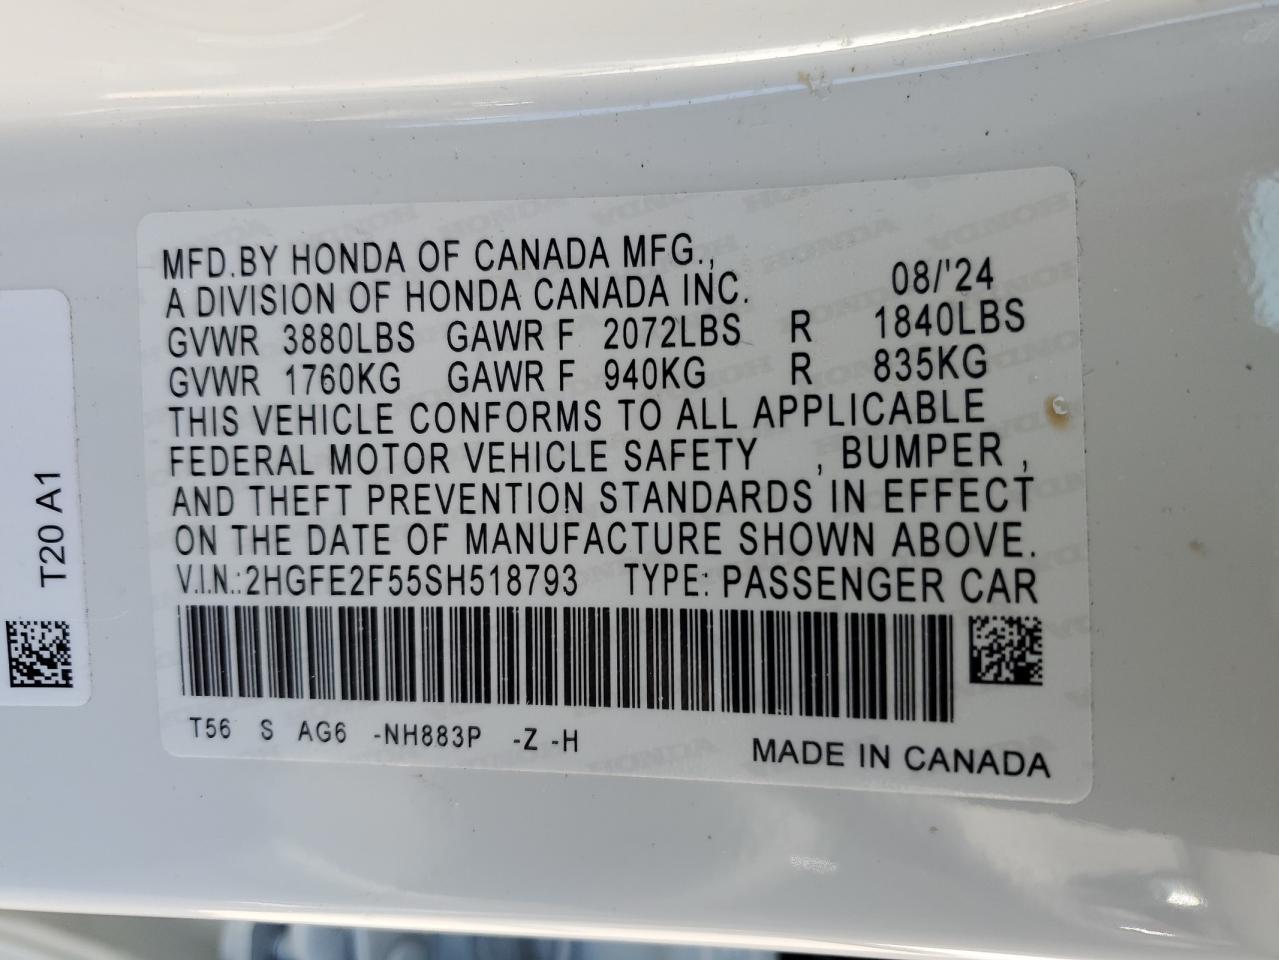 MFD.BY HONDA OF CANADA MFG.,
A DIVISION OF HONDA CANADA INC. 08/'24
GVWR 3880LBS GAWR F 2072LBS R 1840LBS
GVWR 1760KG GAWR F 940KG R 835KG
THIS VEHICLE CONFORMS TO ALL APPLICABLE
FEDERAL MOTOR VEHICLE SAFETY , BUMPER ,
AND THEFT PREVENTION STANDARDS IN EFFECT
ON THE DATE OF MANUFACTURE SHOWN ABOVE.
V.I.N.:2HGFE2F55SH518793 TYPE: PASSENGER CAR
T56 S AG6 -NH883P -Z -H
MADE IN CANADA
T20 A1